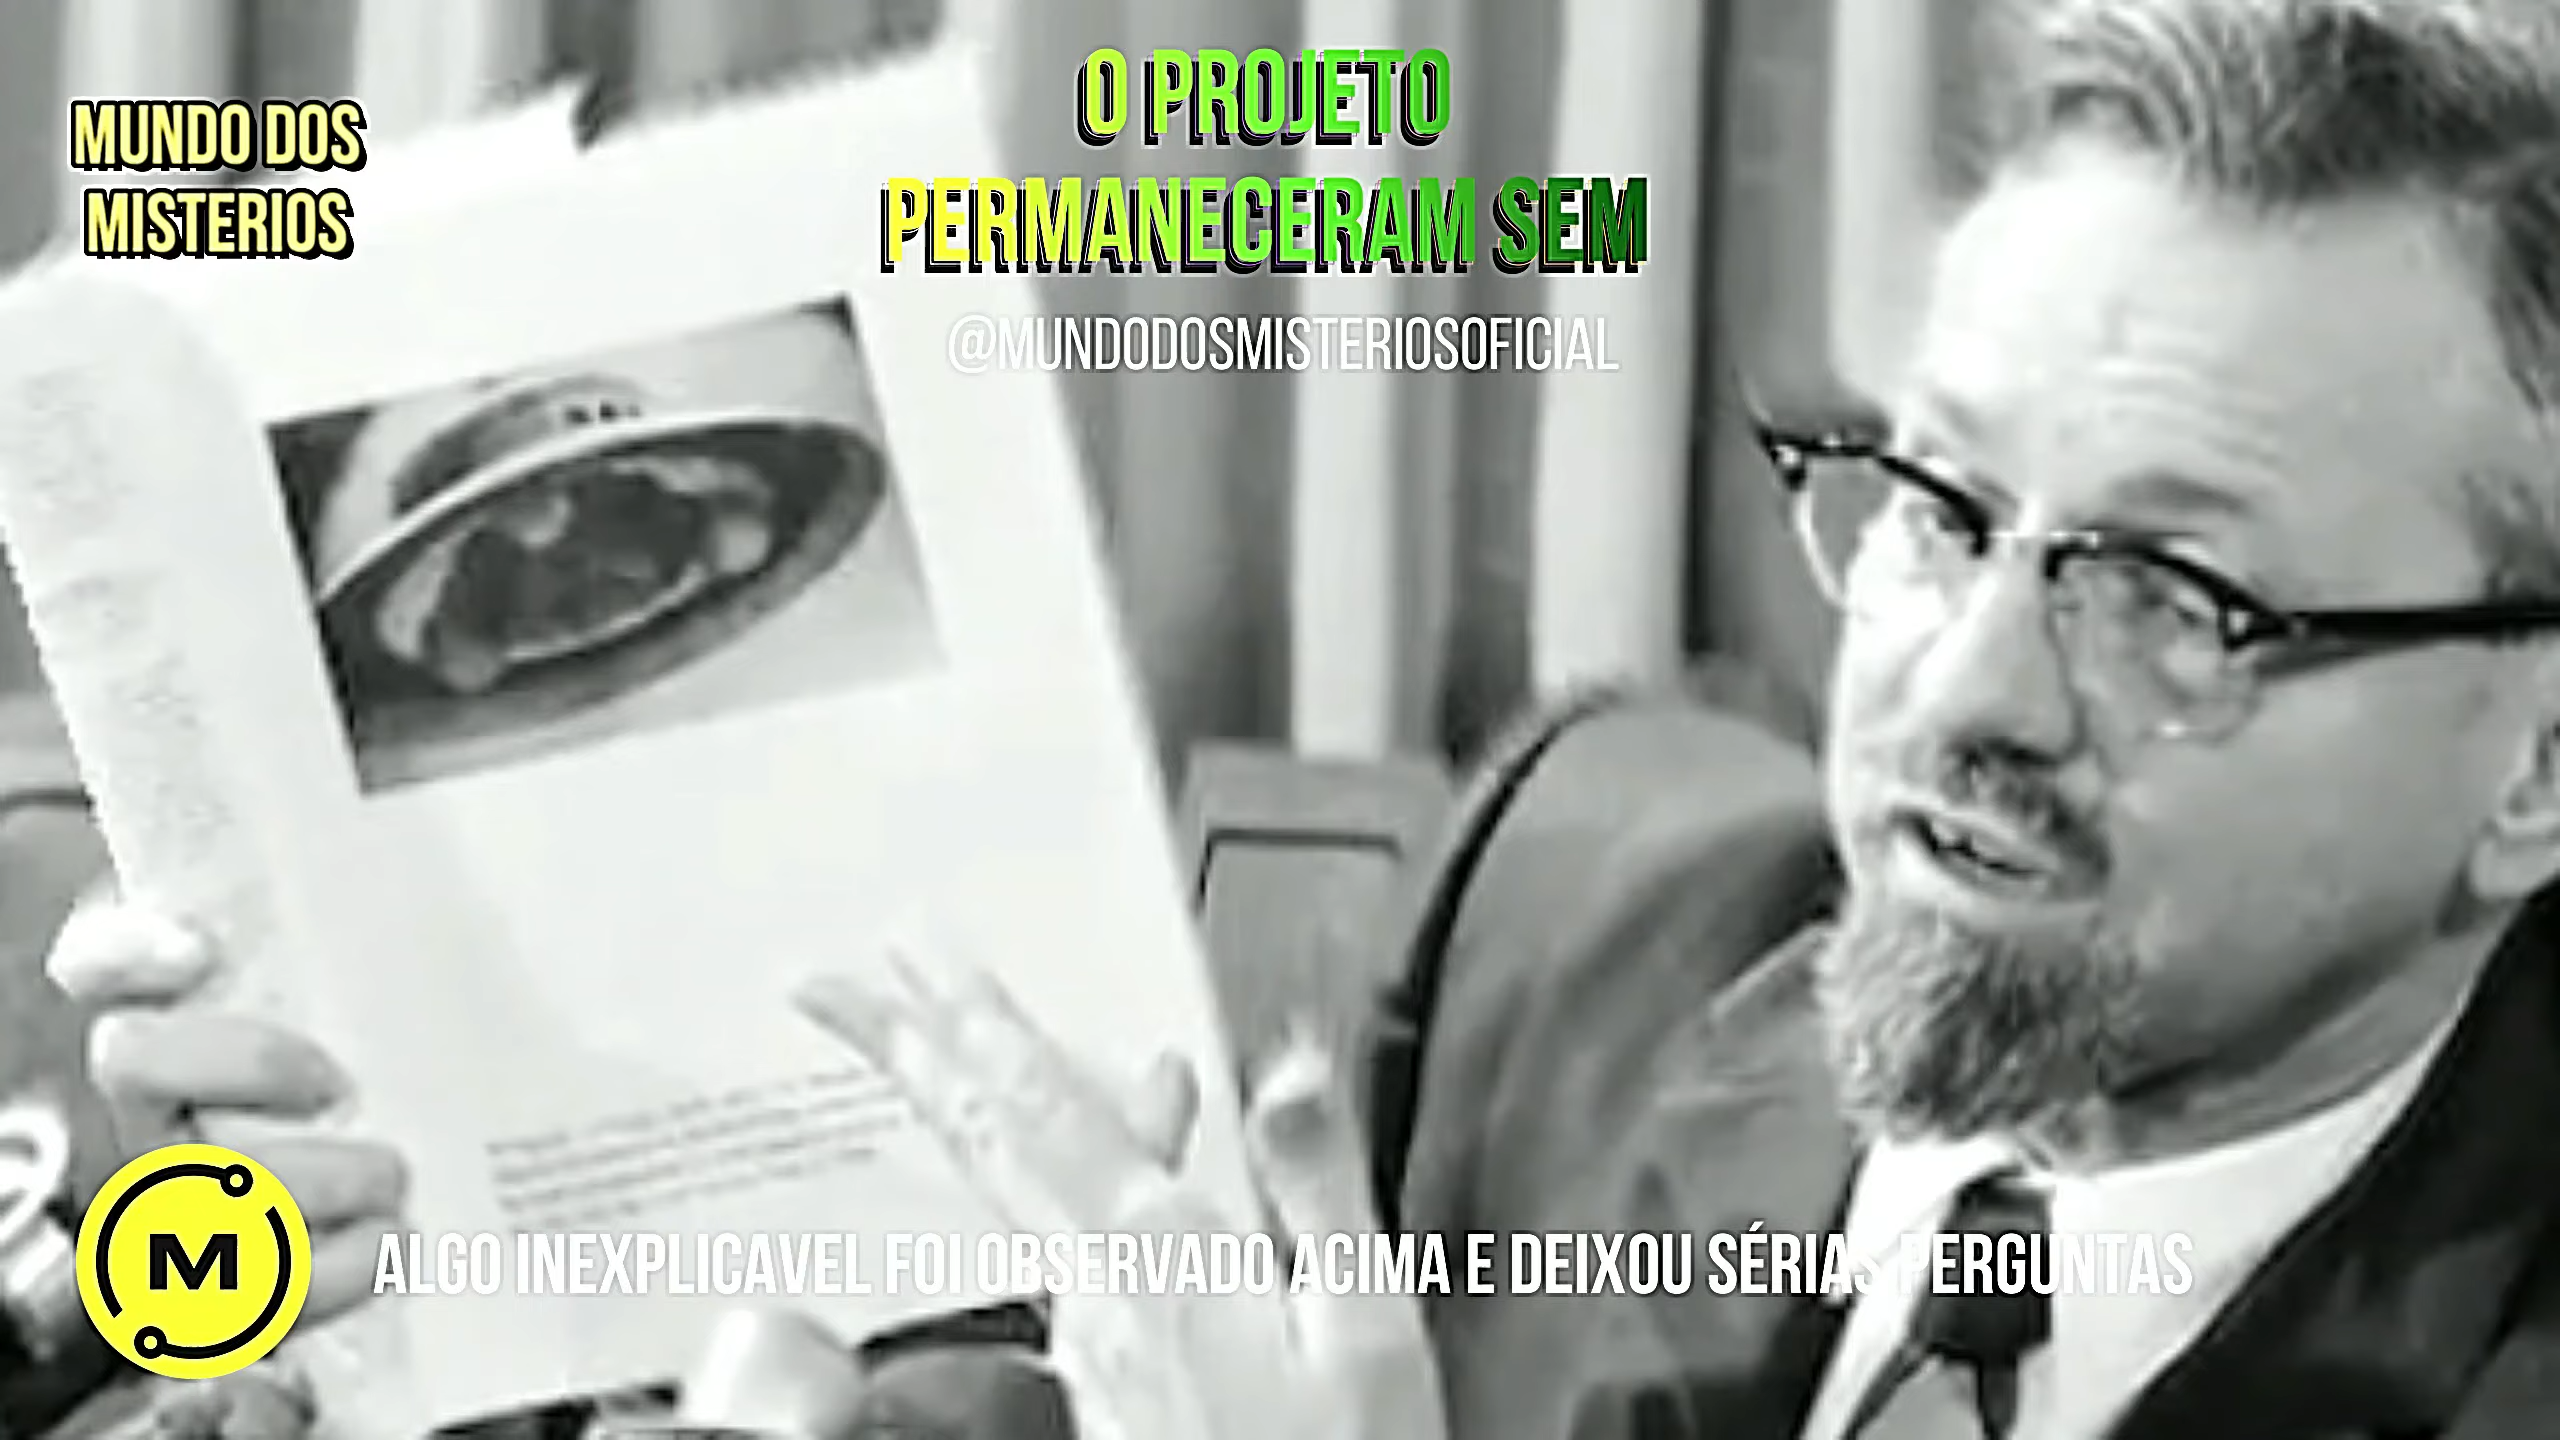 MUNDO DOS
MISTERIOS
O PROJETO
PERMANECERAM SEM
@MUNDODOSMISTERIOSOFICIAL
M
ALGO INEXPLICAVEL FOI OBSERVADO ACIMA E DEIXOU SÉRIAS PERGUNTAS